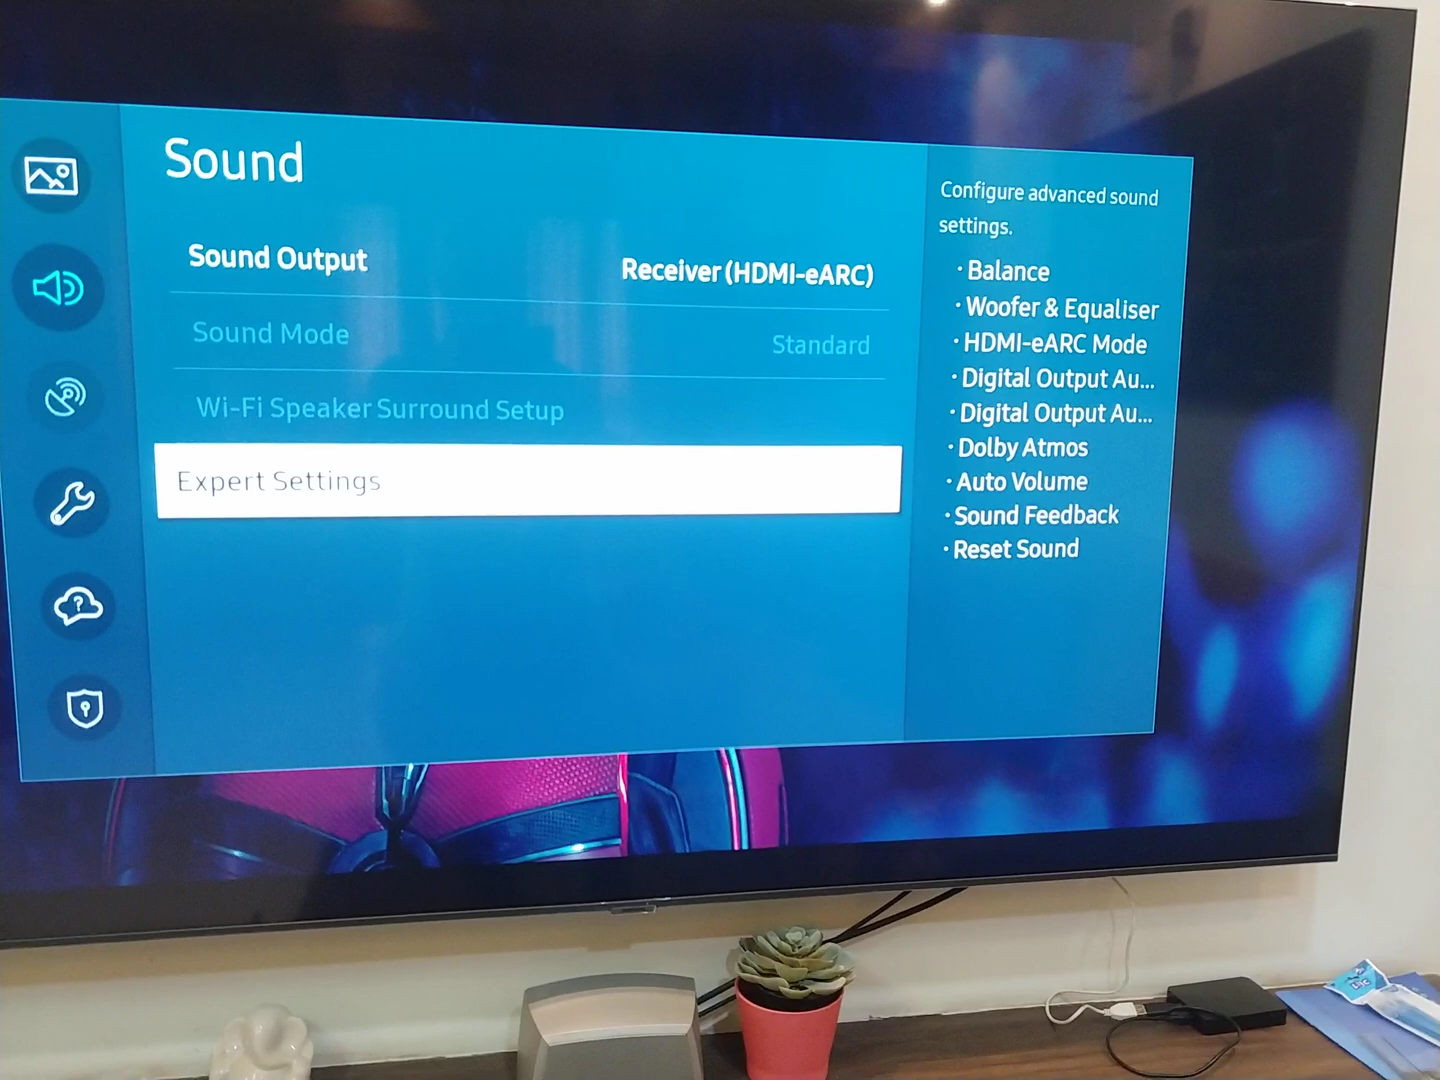 Sound
Sound Output Receiver (HDMI-eARC)
Sound Mode Standard
Wi-Fi Speaker Surround Setup
Expert Settings
Configure advanced sound
settings.
· Balance
· Woofer & Equaliser
· HDMI-eARC Mode
· Digital Output Au...
· Digital Output Au...
· Dolby Atmos
· Auto Volume
· Sound Feedback
· Reset Sound